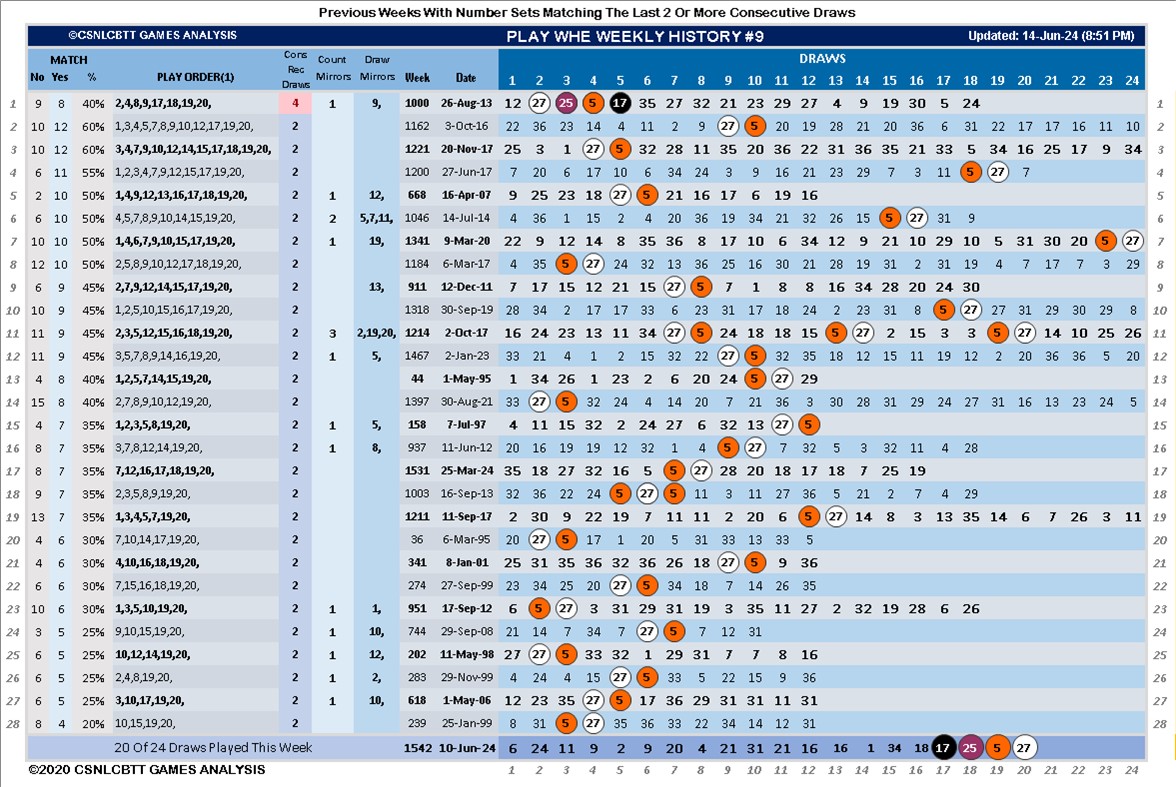 Previous Weeks With Number Sets Matching The Last 2 Or More Consecutive Draws
©CSNLCBTT GAMES ANALYSIS PLAY WHE WEEKLY HISTORY #9 Updated: 14-Jun-24 (8:51 PM)
MATCH Cons Count Draw DRAWS
No Yes % PLAY ORDER(1) Rec Draws Mirrors Mirrors Week Date 1 2 3 4 5 6 7 8 9 10 11 12 13 14 15 16 17 18 19 20 21 22 23 24
1 9 8 40% 2,4,8,9,17,18,19,20, 4 1 9, 1000 26-Aug-13 12 27 25 5 17 35 27 32 21 23 29 27 4 9 19 30 5 24 1
2 10 12 60% 1,3,4,5,7,8,9,10,12,17,19,20, 2 1162 3-Oct-16 22 36 23 14 4 11 2 9 27 5 20 19 28 21 20 36 6 31 22 17 17 16 11 10 2
3 10 12 60% 3,4,7,9,10,12,14,15,17,18,19,20, 2 1221 20-Nov-17 25 3 1 27 5 32 28 11 35 20 36 22 31 36 16 35 21 33 5 34 16 25 17 9 34 3
4 6 11 55% 1,2,3,4,7,9,12,15,17,19,20, 2 1200 27-Jun-17 7 20 6 17 10 6 34 24 3 9 16 21 23 29 7 3 11 5 27 7 4
5 2 10 50% 1,4,9,12,13,16,17,18,19,20, 2 1 12, 668 16-Apr-07 9 25 23 17 27 5 21 16 17 6 19 16 5
6 6 10 50% 4,5,7,8,9,10,14,15,19,20, 2 2 5,7,11, 1046 14-Jul-14 4 36 1 15 2 4 20 36 19 34 21 32 26 14 5 27 31 9 6
7 10 10 50% 1,4,6,7,9,10,15,17,19,20, 2 1 19, 1341 9-Mar-20 22 9 12 14 8 35 36 8 17 10 6 34 12 9 21 10 29 10 5 31 30 20 5 27 7
8 12 10 50% 2,5,8,9,10,12,17,18,19,20, 2 1184 6-Mar-17 4 35 5 27 24 32 13 36 25 16 30 21 28 19 31 2 31 19 4 7 17 7 3 29 8
9 6 9 45% 2,7,9,12,14,15,17,19,20, 2 13, 911 12-Dec-11 7 17 15 12 21 15 27 5 7 1 8 8 16 34 28 20 24 30 9
10 10 9 45% 1,2,5,10,15,16,17,19,20, 2 1318 30-Sep-19 28 34 2 17 17 33 6 23 31 17 18 24 2 23 31 8 5 27 27 31 29 30 29 8 10
11 11 9 45% 2,3,5,12,15,16,18,19,20, 2 3 2,19,20, 1214 2-Oct-17 16 24 23 13 11 34 27 5 24 18 18 15 5 27 2 15 3 3 5 27 14 10 25 26 11
12 11 9 45% 3,5,7,8,9,14,16,19,20, 2 1 5, 1467 2-Jan-23 33 21 4 1 2 15 32 22 27 5 32 35 18 12 15 11 19 12 2 20 36 36 5 20 12
13 4 8 40% 1,2,5,7,14,15,19,20, 2 44 1-May-95 1 34 26 1 23 2 6 20 24 5 27 29 13
14 15 8 40% 2,7,8,9,10,12,19,20, 2 1397 30-Aug-21 33 27 5 32 4 14 20 7 21 36 3 30 28 31 29 24 27 31 16 13 23 24 5 14
15 4 7 35% 1,2,3,5,8,19,20, 2 1 5, 158 7-Jul-97 4 11 15 32 2 24 27 6 32 13 27 5 15
16 8 7 35% 3,7,8,12,14,19,20, 2 1 8, 937 11-Jun-12 20 16 19 19 12 32 1 4 5 27 7 32 5 3 32 11 4 28 16
17 8 7 35% 7,12,16,17,18,19,20, 2 1531 25-Mar-24 35 18 27 32 16 5 5 27 28 20 18 17 18 7 25 19 17
18 9 7 35% 2,3,5,8,9,19,20, 2 1003 16-Sep-13 32 36 22 24 5 27 5 11 3 11 27 36 5 21 2 7 4 29 18
19 13 7 35% 1,3,4,5,7,19,20, 2 1211 11-Sep-17 2 30 9 22 19 7 11 11 2 20 6 5 27 14 8 3 13 35 14 6 7 26 3 11 19
20 4 6 30% 7,10,14,17,19,20, 2 36 6-Mar-95 20 27 5 17 1 20 5 31 33 13 33 5 20
21 4 6 30% 4,10,16,18,19,20, 2 341 8-Jan-01 25 31 35 36 32 36 26 18 27 5 9 36 21
22 6 6 30% 7,15,16,18,19,20, 2 274 27-Sep-99 23 34 25 20 27 5 34 18 7 14 26 35 22
23 10 6 30% 1,3,5,10,19,20, 2 1 1, 951 17-Sep-12 6 5 27 3 31 29 31 19 3 35 11 27 2 32 19 28 6 26 23
24 3 5 25% 9,10,15,19,20, 2 1 10, 744 29-Sep-08 21 14 7 34 7 27 5 7 12 31 24
25 6 5 25% 10,12,14,19,20, 2 1 12, 202 11-May-98 27 27 5 33 32 1 29 31 7 7 8 16 25
26 6 5 25% 2,4,8,19,20, 2 1 2, 283 29-Nov-99 4 24 4 15 27 5 33 5 22 15 9 36 26
27 6 5 25% 3,10,17,19,20, 2 1 10, 618 1-May-06 12 23 35 27 5 17 36 29 31 31 11 31 27
28 8 4 20% 10,15,19,20, 2 239 25-Jan-99 8 31 5 27 35 36 33 22 34 14 12 31 28
20 Of 24 Draws Played This Week 1542 10-Jun-24 6 24 11 9 2 9 20 4 21 31 21 16 16 1 34 18 17 25 5 27
©2020 CSNLCBTT GAMES ANALYSIS 1 2 3 4 5 6 7 8 9 10 11 12 13 14 15 16 17 18 19 20 21 22 23 24